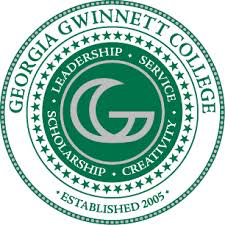 GEORGIA GWINNETT COLLEGE
LEADERSHIP · SERVICE
SCHOLARSHIP · CREATIVITY
· ESTABLISHED 2005 ·
G